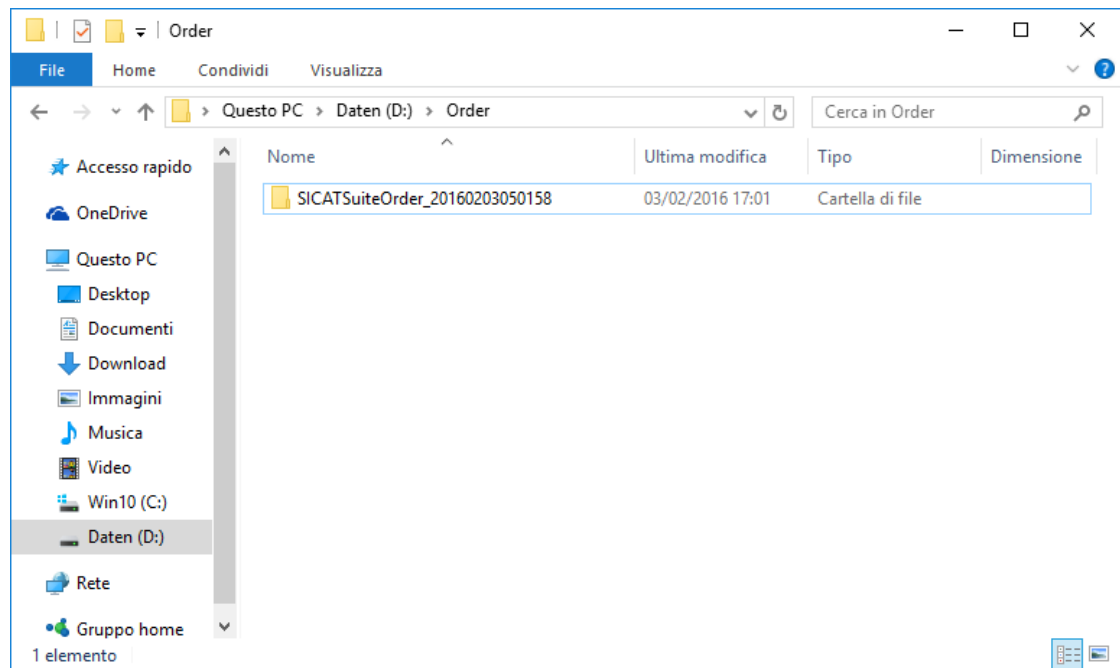 Order
File Home Condividi Visualizza
Questo PC > Daten (D:) > Order
Cerca in Order
Nome Ultima modifica Tipo Dimensione
SICATSuiteOrder_20160203050158 03/02/2016 17:01 Cartella di file
Accesso rapido
OneDrive
Questo PC
Desktop
Documenti
Download
Immagini
Musica
Video
Win10 (C:)
Daten (D:)
Rete
Gruppo home
1 elemento